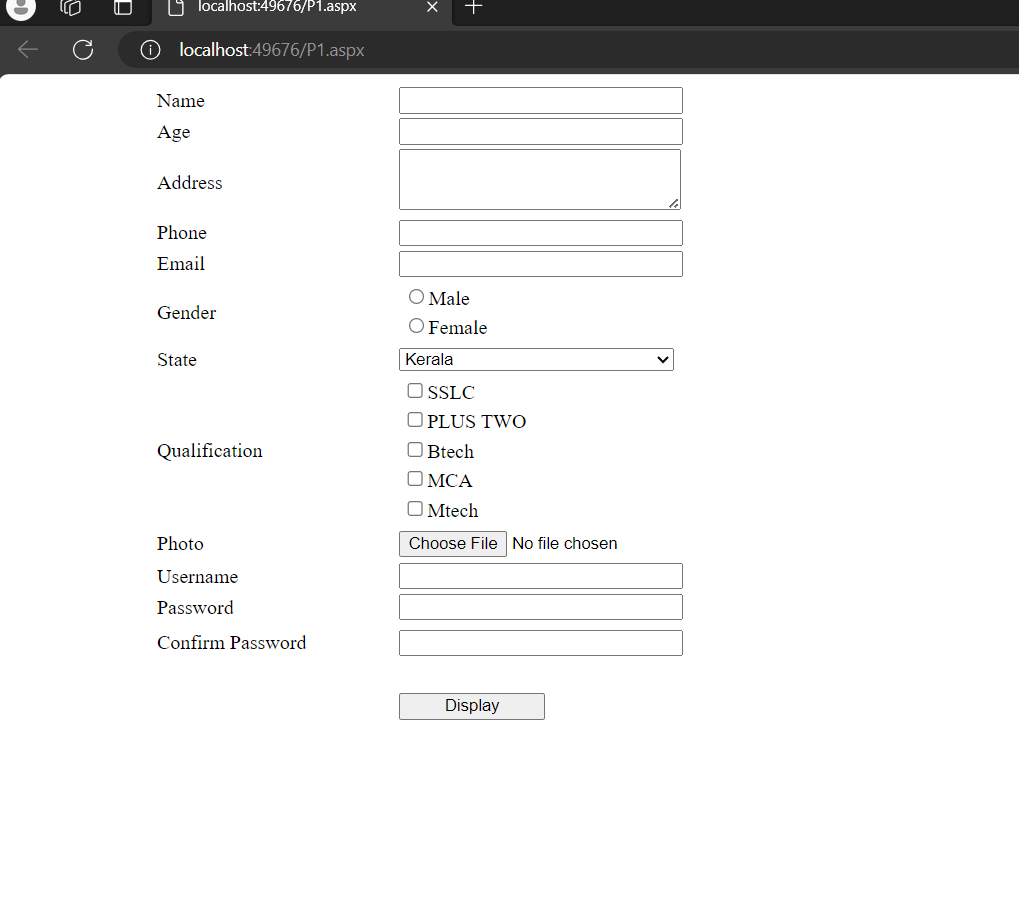 localhost:49676/P1.aspx
localhost:49676/P1.aspx
Name
Age
Address
Phone
Email
Gender
Male
Female
State
Kerala
Qualification
SSLC
PLUS TWO
Btech
MCA
Mtech
Photo
Choose File No file chosen
Username
Password
Confirm Password
Display